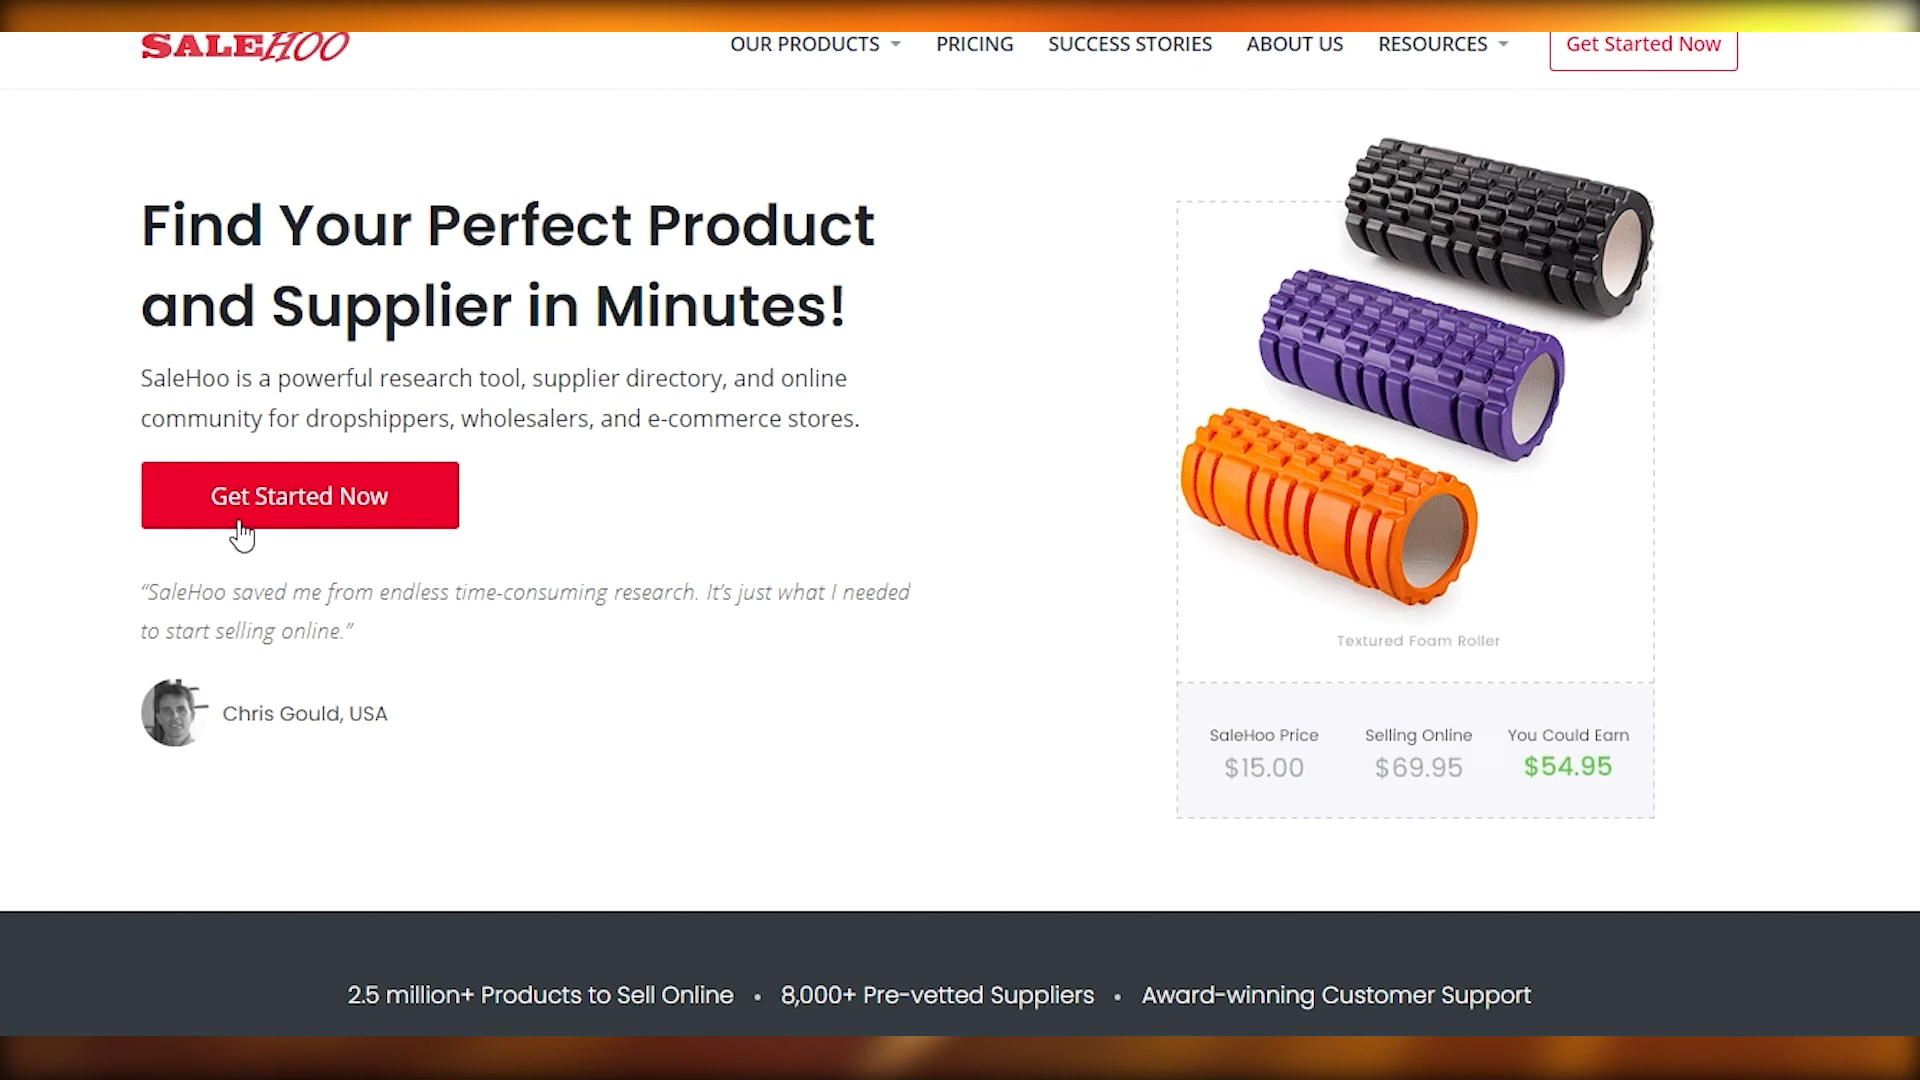 SALEHOO
OUR PRODUCTS
PRICING
SUCCESS STORIES
ABOUT US
RESOURCES
Get Started Now
Find Your Perfect Product
and Supplier in Minutes!
SaleHoo is a powerful research tool, supplier directory, and online
community for dropshippers, wholesalers, and e-commerce stores.
Get Started Now
“SaleHoo saved me from endless time-consuming research. It’s just what I needed
to start selling online.”
Chris Gould, USA
Textured Foam Roller
SaleHoo Price Selling Online You Could Earn
$15.00 $69.95 $54.95
2.5 million+ Products to Sell Online • 8,000+ Pre-vetted Suppliers • Award-winning Customer Support